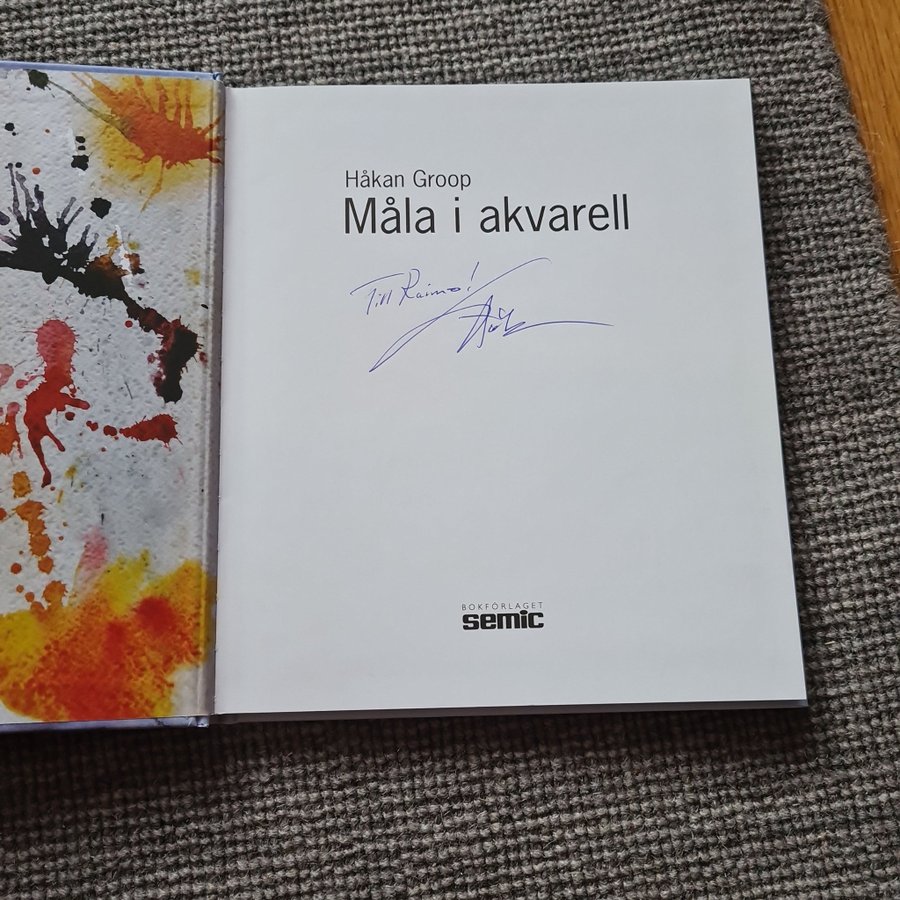 Håkan Groop
Måla i akvarell
Till Raimo!
BOKFÖRLAGET
semic